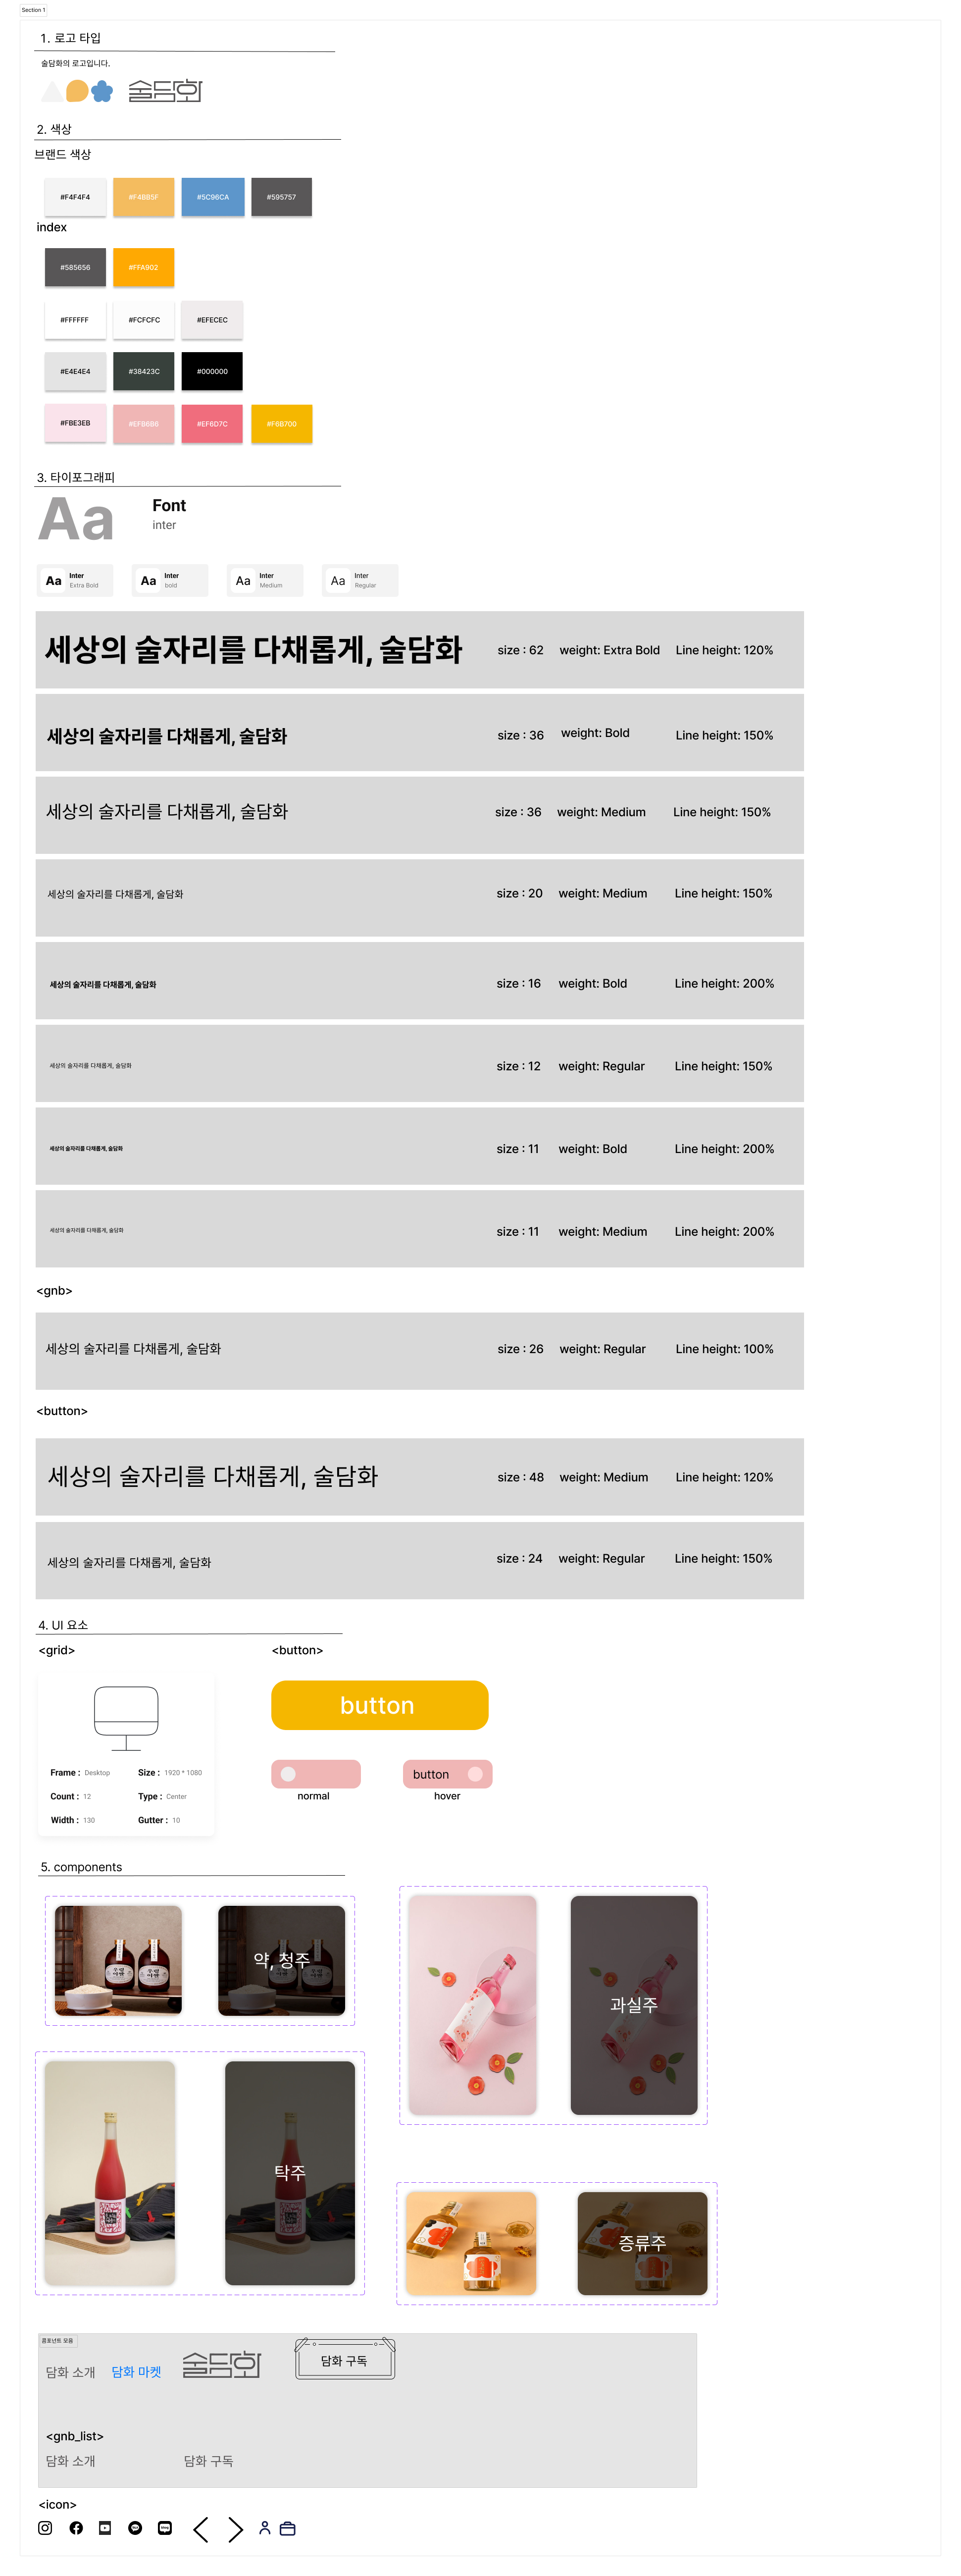 Section 1
1. 로고 타입
술담화의 로고입니다.
술담화
2. 색상
브랜드 색상
#F4F4F4
#F4BB5F
#5C96CA
#595757
index
#585656
#FFA902
#FFFFFF
#FCFCFC
#EFECEC
#E4E4E4
#38423C
#000000
#FBE3EB
#EFB6B6
#EF6D7C
#F6B700
3. 타이포그래피
Aa
Font
inter
Aa Inter Extra Bold
Aa Inter bold
Aa Inter Medium
Aa Inter Regular
세상의 술자리를 다채롭게, 술담화 size : 62 weight: Extra Bold Line height: 120%
세상의 술자리를 다채롭게, 술담화 size : 36 weight: Bold Line height: 150%
세상의 술자리를 다채롭게, 술담화 size : 36 weight: Medium Line height: 150%
세상의 술자리를 다채롭게, 술담화 size : 20 weight: Medium Line height: 150%
세상의 술자리를 다채롭게, 술담화 size : 16 weight: Bold Line height: 200%
세상의 술자리를 다채롭게, 술담화 size : 12 weight: Regular Line height: 150%
세상의 술자리를 다채롭게, 술담화 size : 11 weight: Bold Line height: 200%
세상의 술자리를 다채롭게, 술담화 size : 11 weight: Medium Line height: 200%
<gnb>
세상의 술자리를 다채롭게, 술담화 size : 26 weight: Regular Line height: 100%
<button>
세상의 술자리를 다채롭게, 술담화 size : 48 weight: Medium Line height: 120%
세상의 술자리를 다채롭게, 술담화 size : 24 weight: Regular Line height: 150%
4. UI 요소
<grid>
<button>
button
Frame : Desktop Size : 1920 * 1080
Count : 12 Type : Center
Width : 130 Gutter : 10
button
normal
hover
5. components
약, 청주
과실주
탁주
증류주
콤포넌트 모음
담화 소개
담화 마켓
술담화
담화 구독
<gnb_list>
담화 소개
담화 구독
<icon>